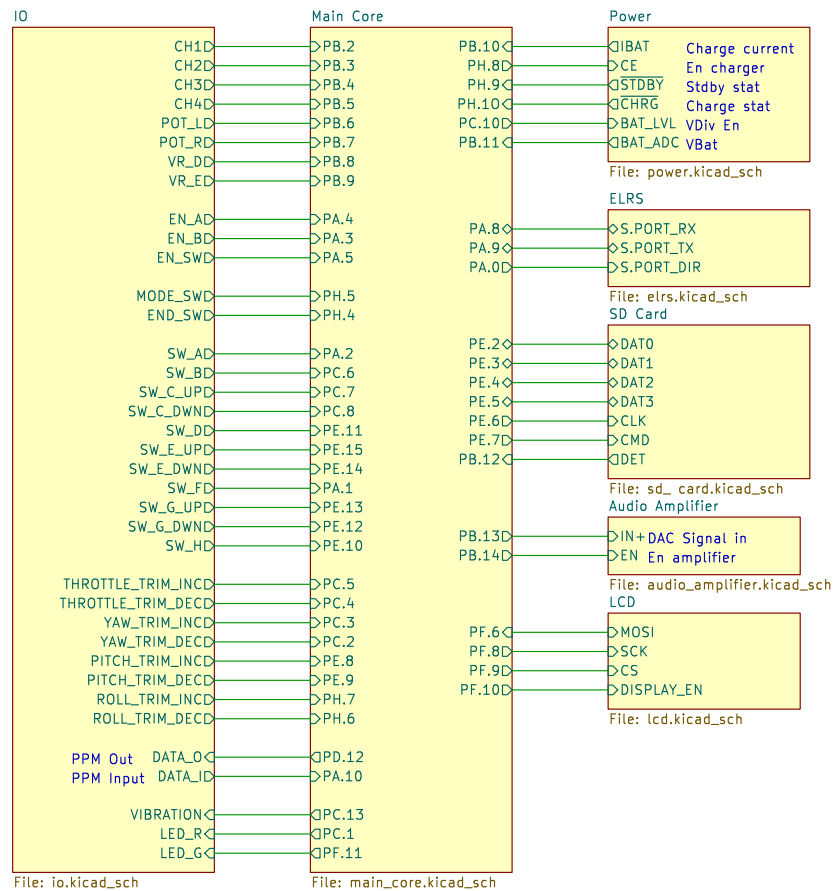 IO
CH1
CH2
CH3
CH4
POT_L
POT_R
VR_D
VR_E
EN_A
EN_B
EN_SW
MODE_SW
END_SW
SW_A
SW_B
SW_C_UP
SW_C_DWN
SW_D
SW_E_UP
SW_E_DWN
SW_F
SW_G_UP
SW_G_DWN
SW_H
THROTTLE_TRIM_INC
THROTTLE_TRIM_DEC
YAW_TRIM_INC
YAW_TRIM_DEC
PITCH_TRIM_INC
PITCH_TRIM_DEC
ROLL_TRIM_INC
ROLL_TRIM_DEC
PPM Out DATA_O
PPM Input DATA_I
VIBRATION
LED_R
LED_G
File: io.kicad_sch
Main Core
PB.2
PB.3
PB.4
PB.5
PB.6
PB.7
PB.8
PB.9
PA.4
PA.3
PA.5
PH.5
PH.4
PA.2
PC.6
PC.7
PC.8
PE.11
PE.15
PE.14
PA.1
PE.13
PE.12
PE.10
PC.5
PC.4
PC.3
PC.2
PE.8
PE.9
PH.7
PH.6
PD.12
PA.10
PC.13
PC.1
PF.11
PB.10
PH.8
PH.9
PH.10
PC.10
PB.11
PA.8
PA.9
PA.0
PE.2
PE.3
PE.4
PE.5
PE.6
PE.7
PB.12
PB.13
PB.14
PF.6
PF.8
PF.9
PF.10
File: main_core.kicad_sch
Power
IBAT Charge current
CE En charger
STDBY Stdby stat
CHRG Charge stat
BAT_LVL VDiv En
BAT_ADC VBat
File: power.kicad_sch
ELRS
S.PORT_RX
S.PORT_TX
S.PORT_DIR
File: elrs.kicad_sch
SD Card
DAT0
DAT1
DAT2
DAT3
CLK
CMD
DET
File: sd_ card.kicad_sch
Audio Amplifier
IN+ DAC Signal in
EN En amplifier
File: audio_amplifier.kicad_sch
LCD
MOSI
SCK
CS
DISPLAY_EN
File: lcd.kicad_sch